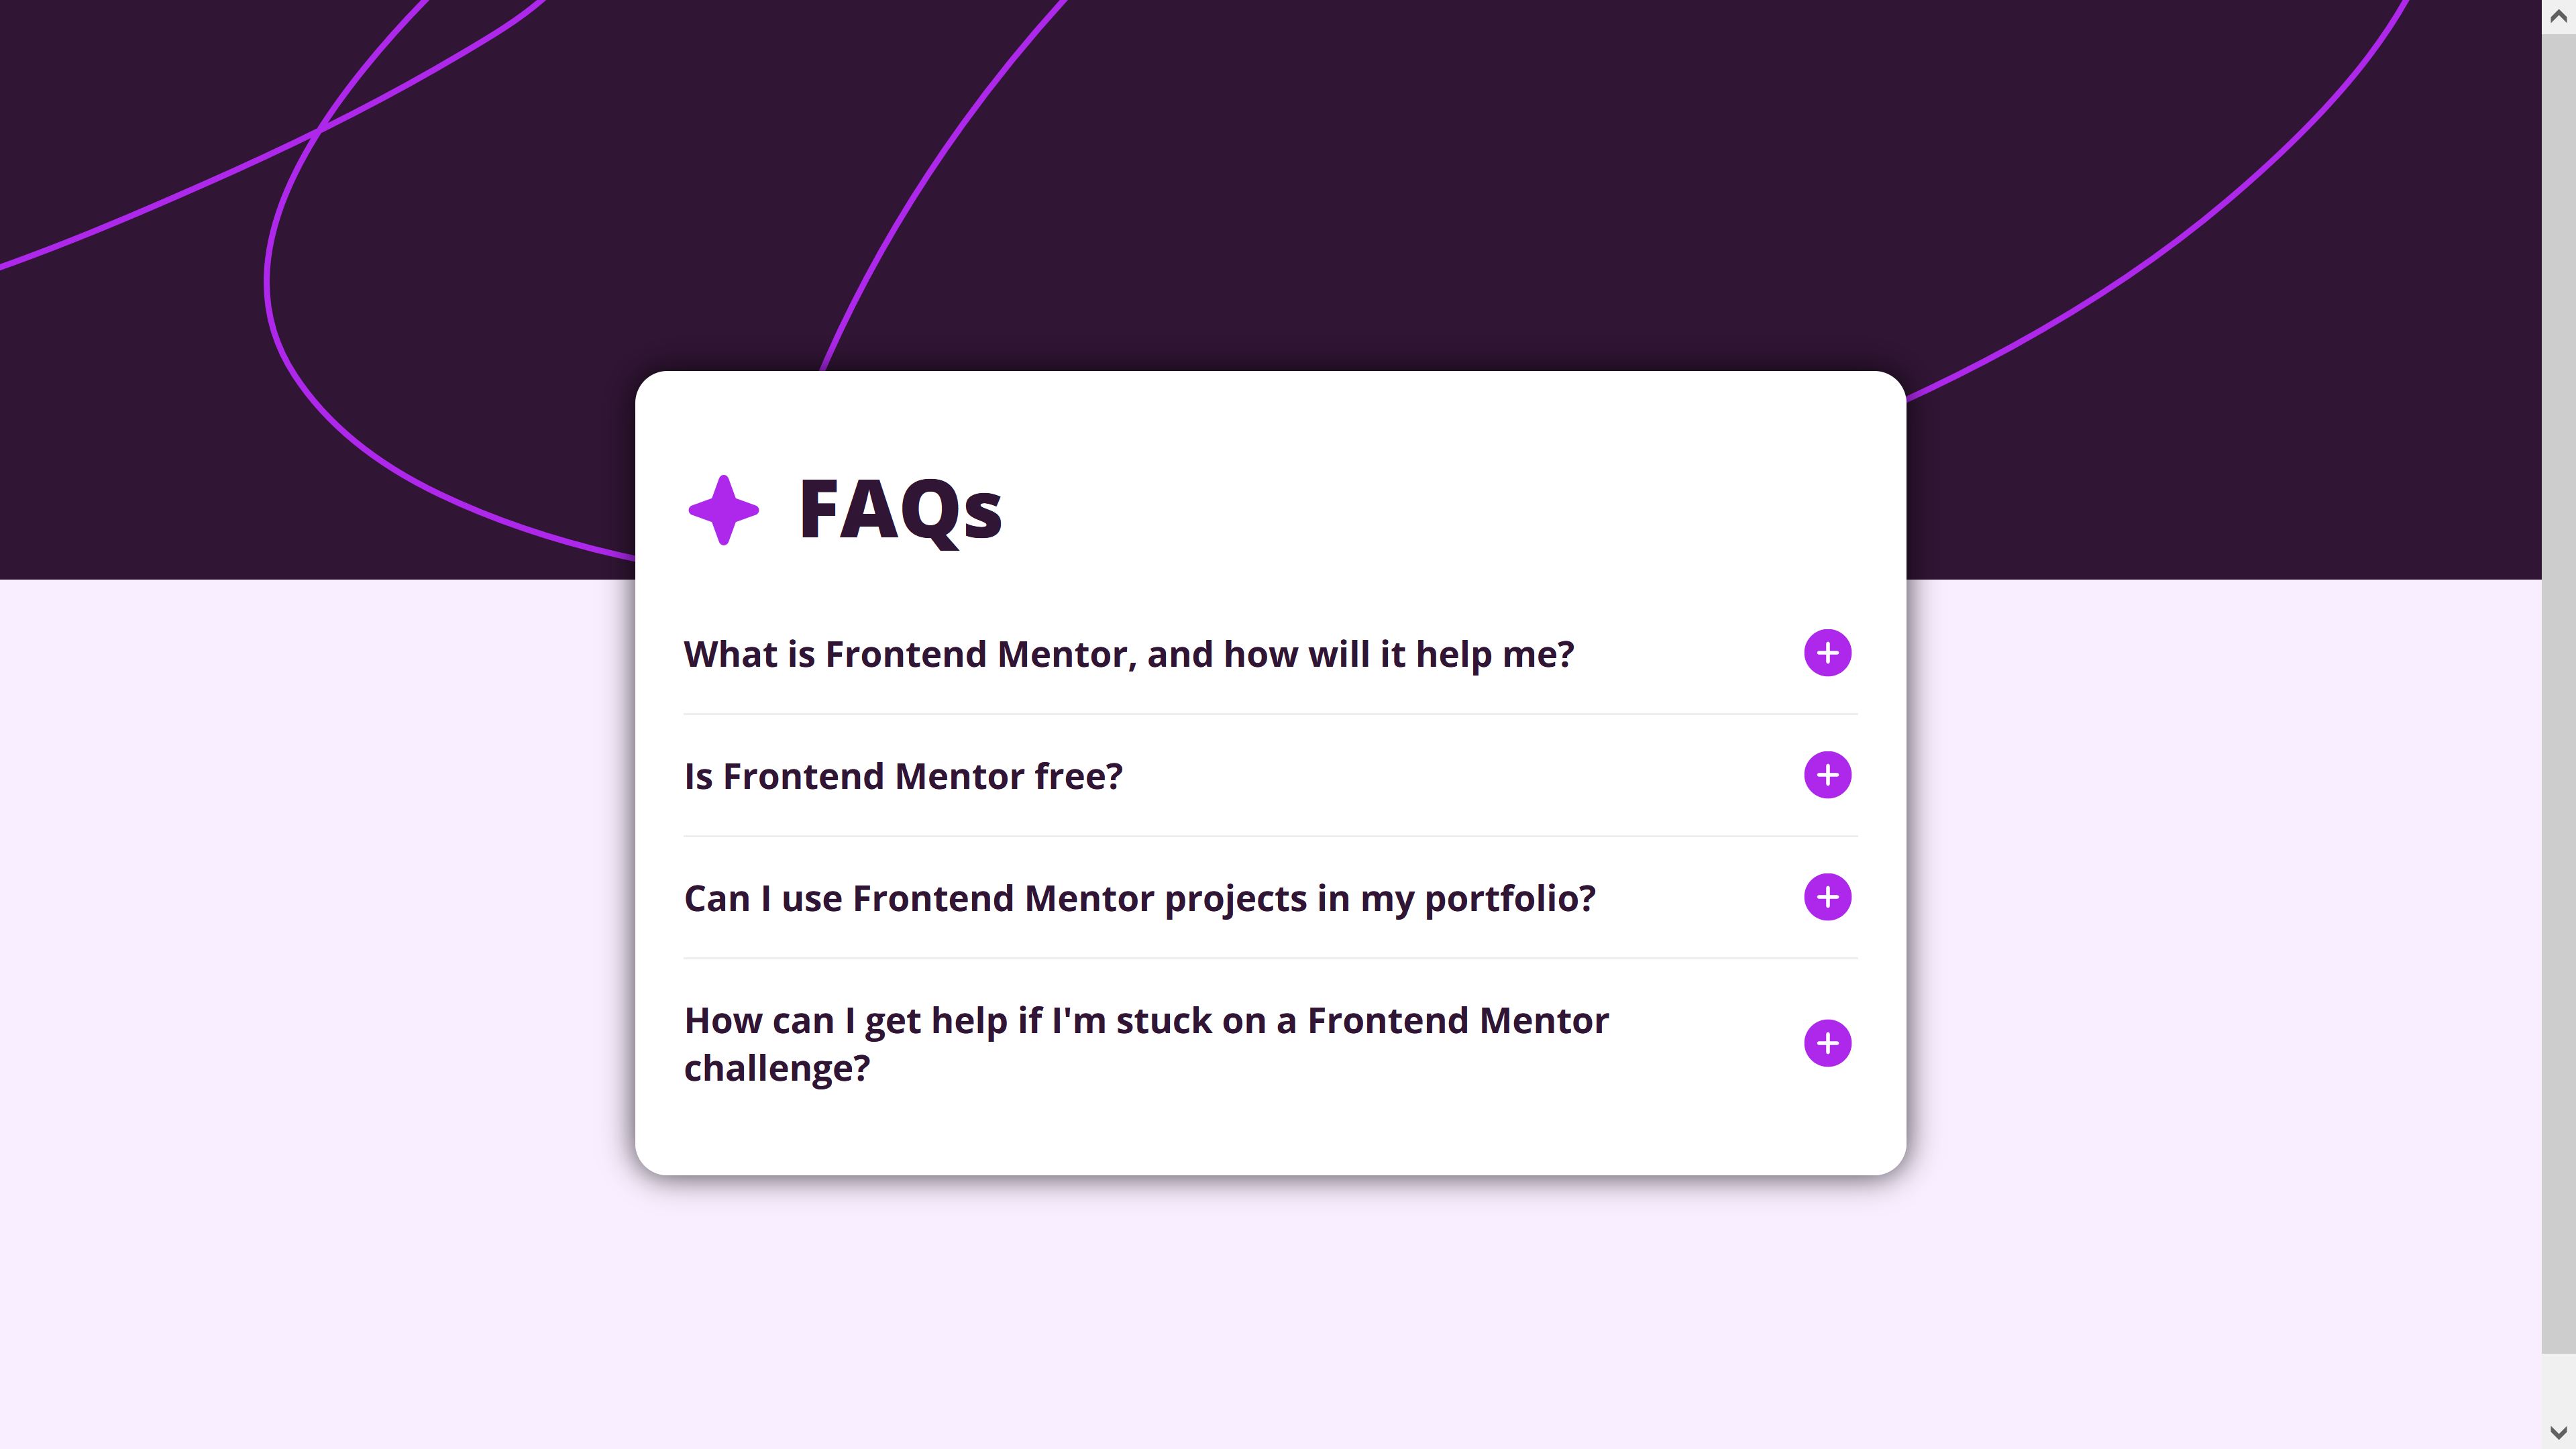 FAQs
What is Frontend Mentor, and how will it help me?
Is Frontend Mentor free?
Can I use Frontend Mentor projects in my portfolio?
How can I get help if I'm stuck on a Frontend Mentor
challenge?